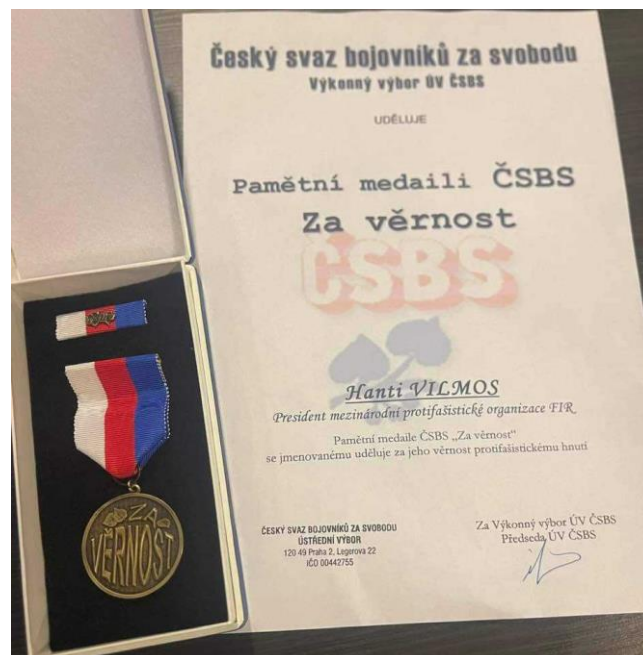 Český svaz bojovníků za svobodu
Výkonný výbor ÚV ČSBS
UDĚLUJE
Pamětní medaili ČSBS
Za věrnost
ČSBS
Hanti VILMOS
President mezinárodní protifašistické organizace FIR
Pamětní medaile ČSBS „Za věrnost“
se jmenovanému uděluje za jeho věrnost protifašistickému hnutí
ČESKÝ SVAZ BOJOVNÍKŮ ZA SVOBODU
ÚSTŘEDNÍ VÝBOR
120 49 Praha 2, Legerova 22
IČO 00442755
Za Výkonný výbor ÚV ČSBS
Předseda ÚV ČSBS
ZA
VĚRNOST